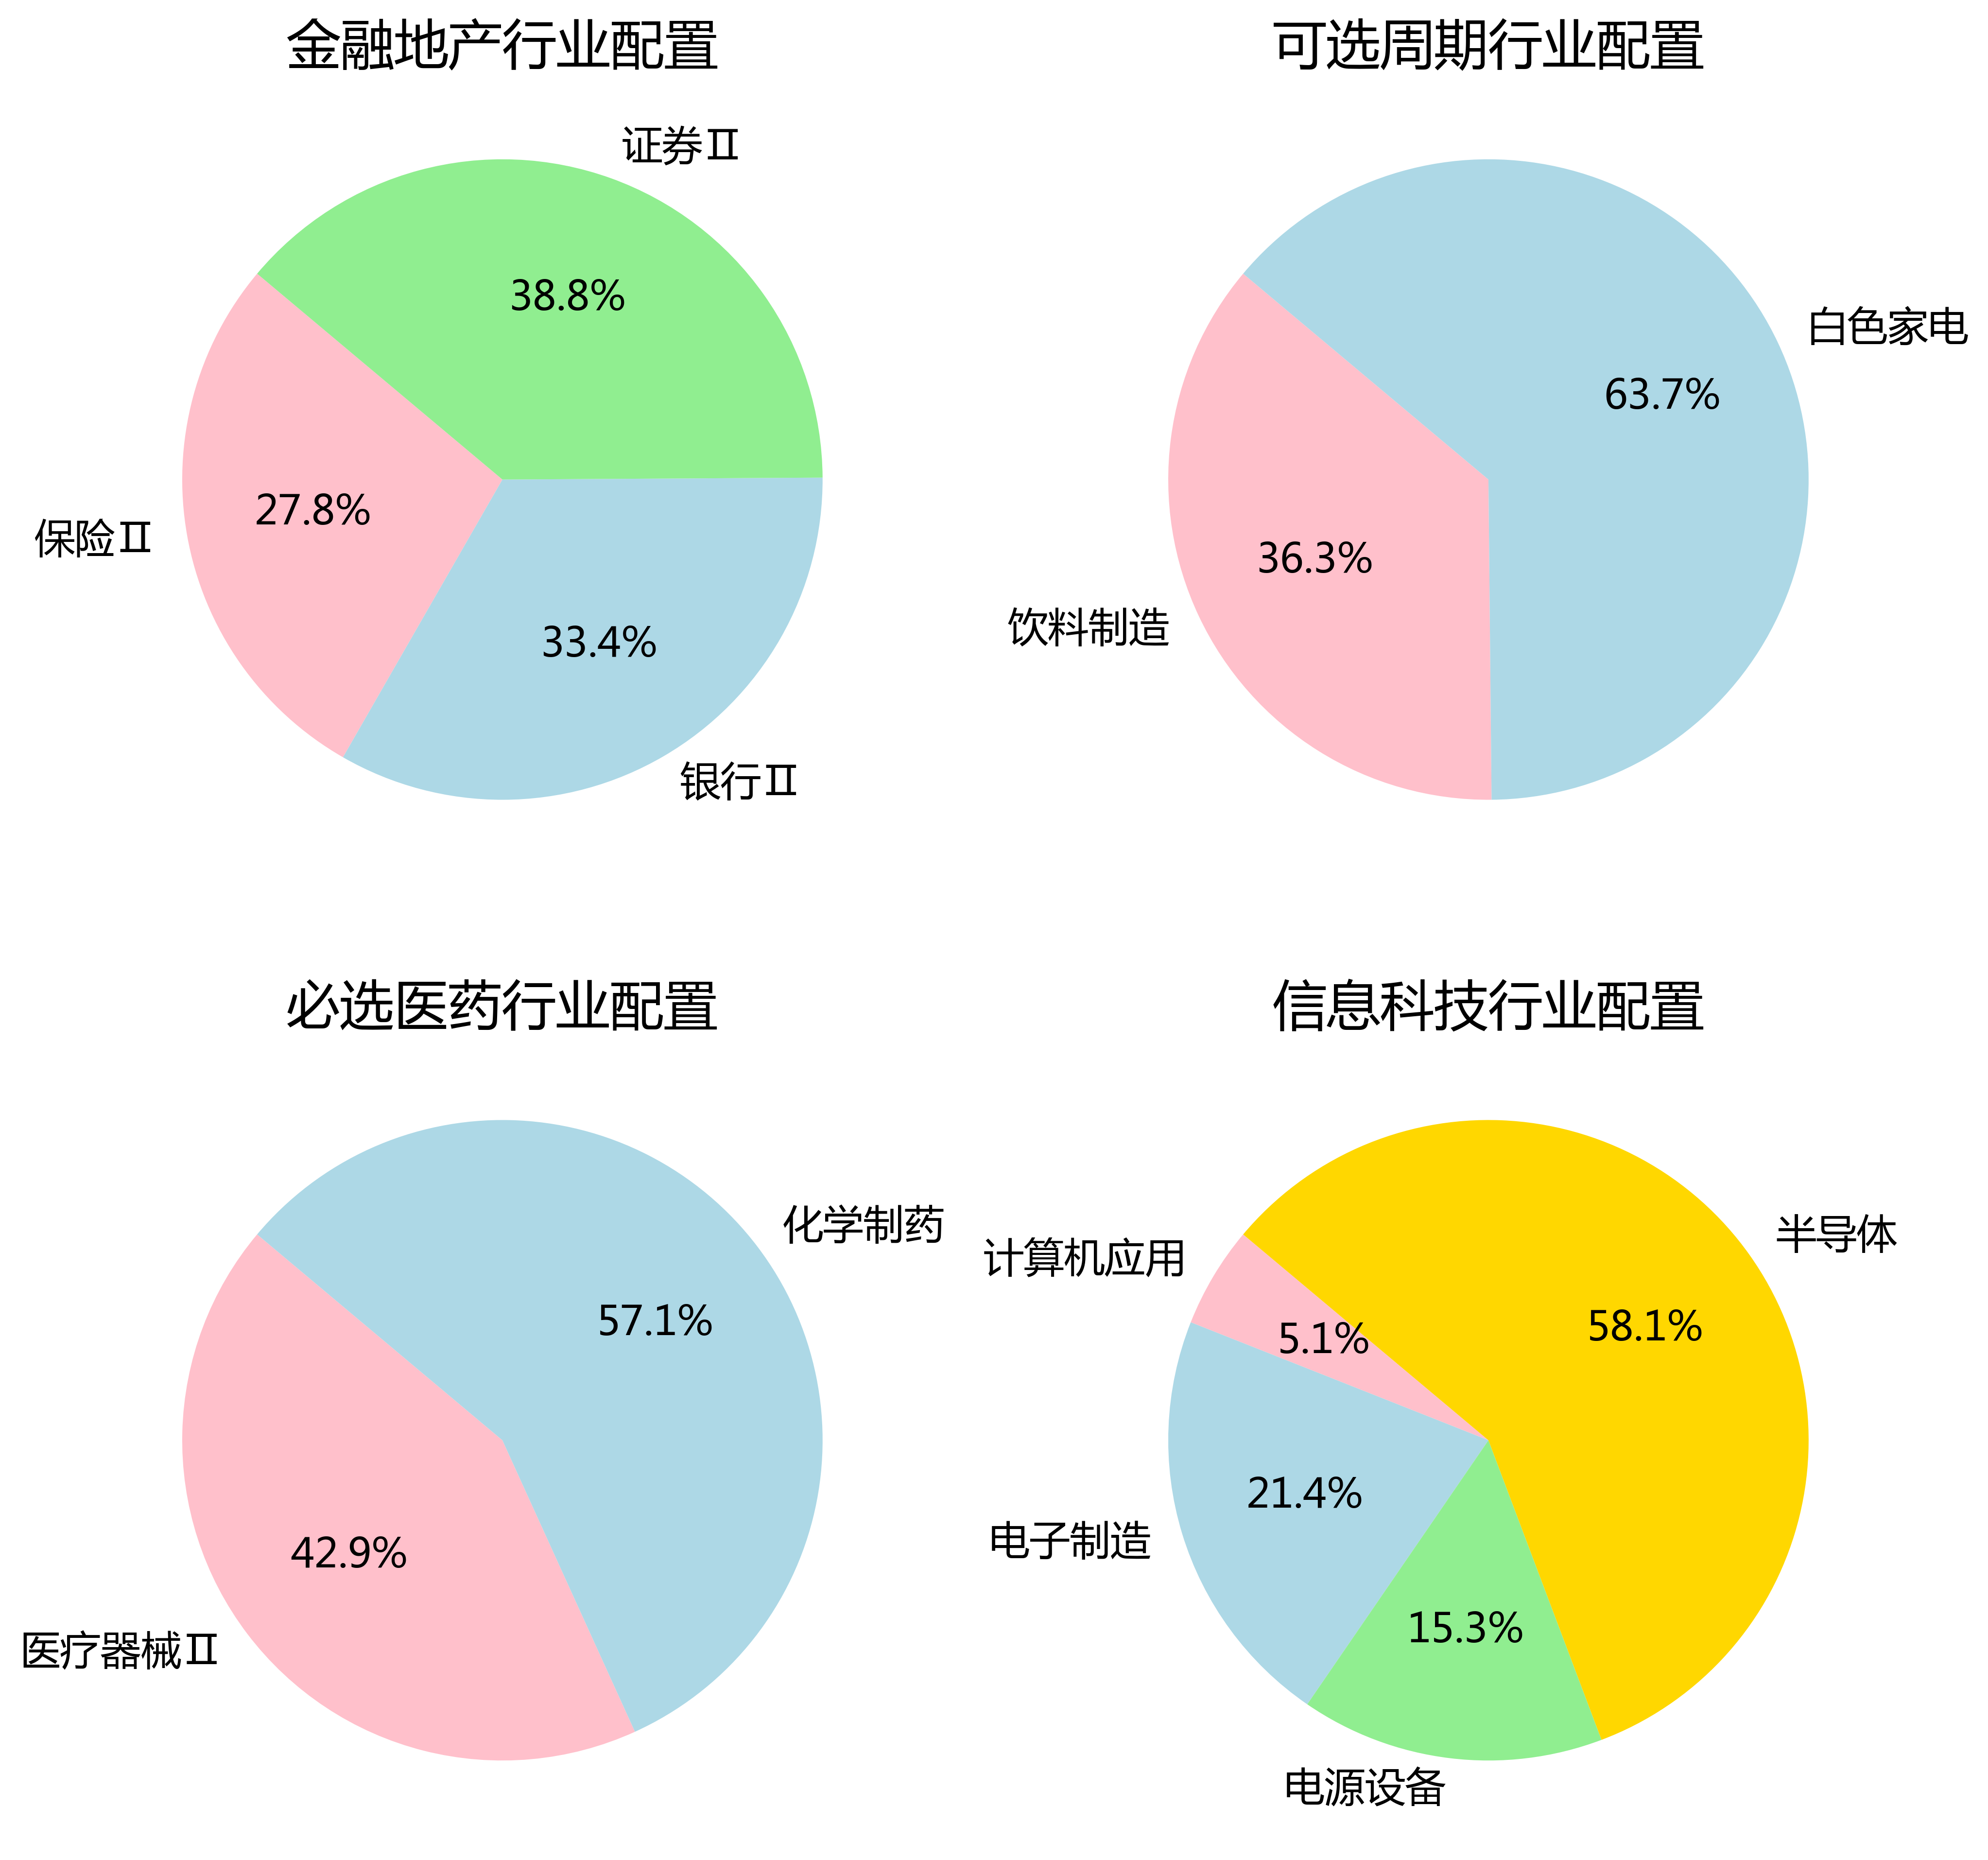 金融地产行业配置
证券Ⅱ
38.8%
27.8%
保险Ⅱ
33.4%
银行Ⅱ
可选周期行业配置
白色家电
63.7%
36.3%
饮料制造
必选医药行业配置
化学制药
57.1%
42.9%
医疗器械Ⅱ
信息科技行业配置
半导体
计算机应用
58.1%
5.1%
21.4%
电子制造
15.3%
电源设备